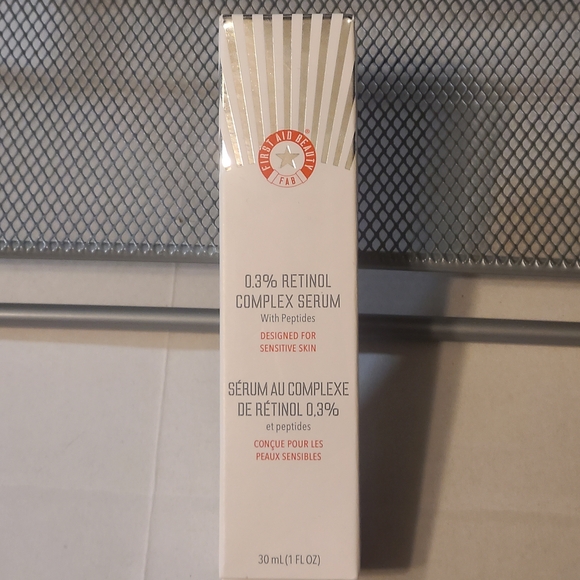 FIRST AID BEAUTY
FAB
0.3% RETINOL
COMPLEX SERUM
With Peptides
DESIGNED FOR
SENSITIVE SKIN
SÉRUM AU COMPLEXE
DE RÉTINOL 0,3%
et peptides
CONÇUE POUR LES
PEAUX SENSIBLES
30 mL (1 FL OZ)